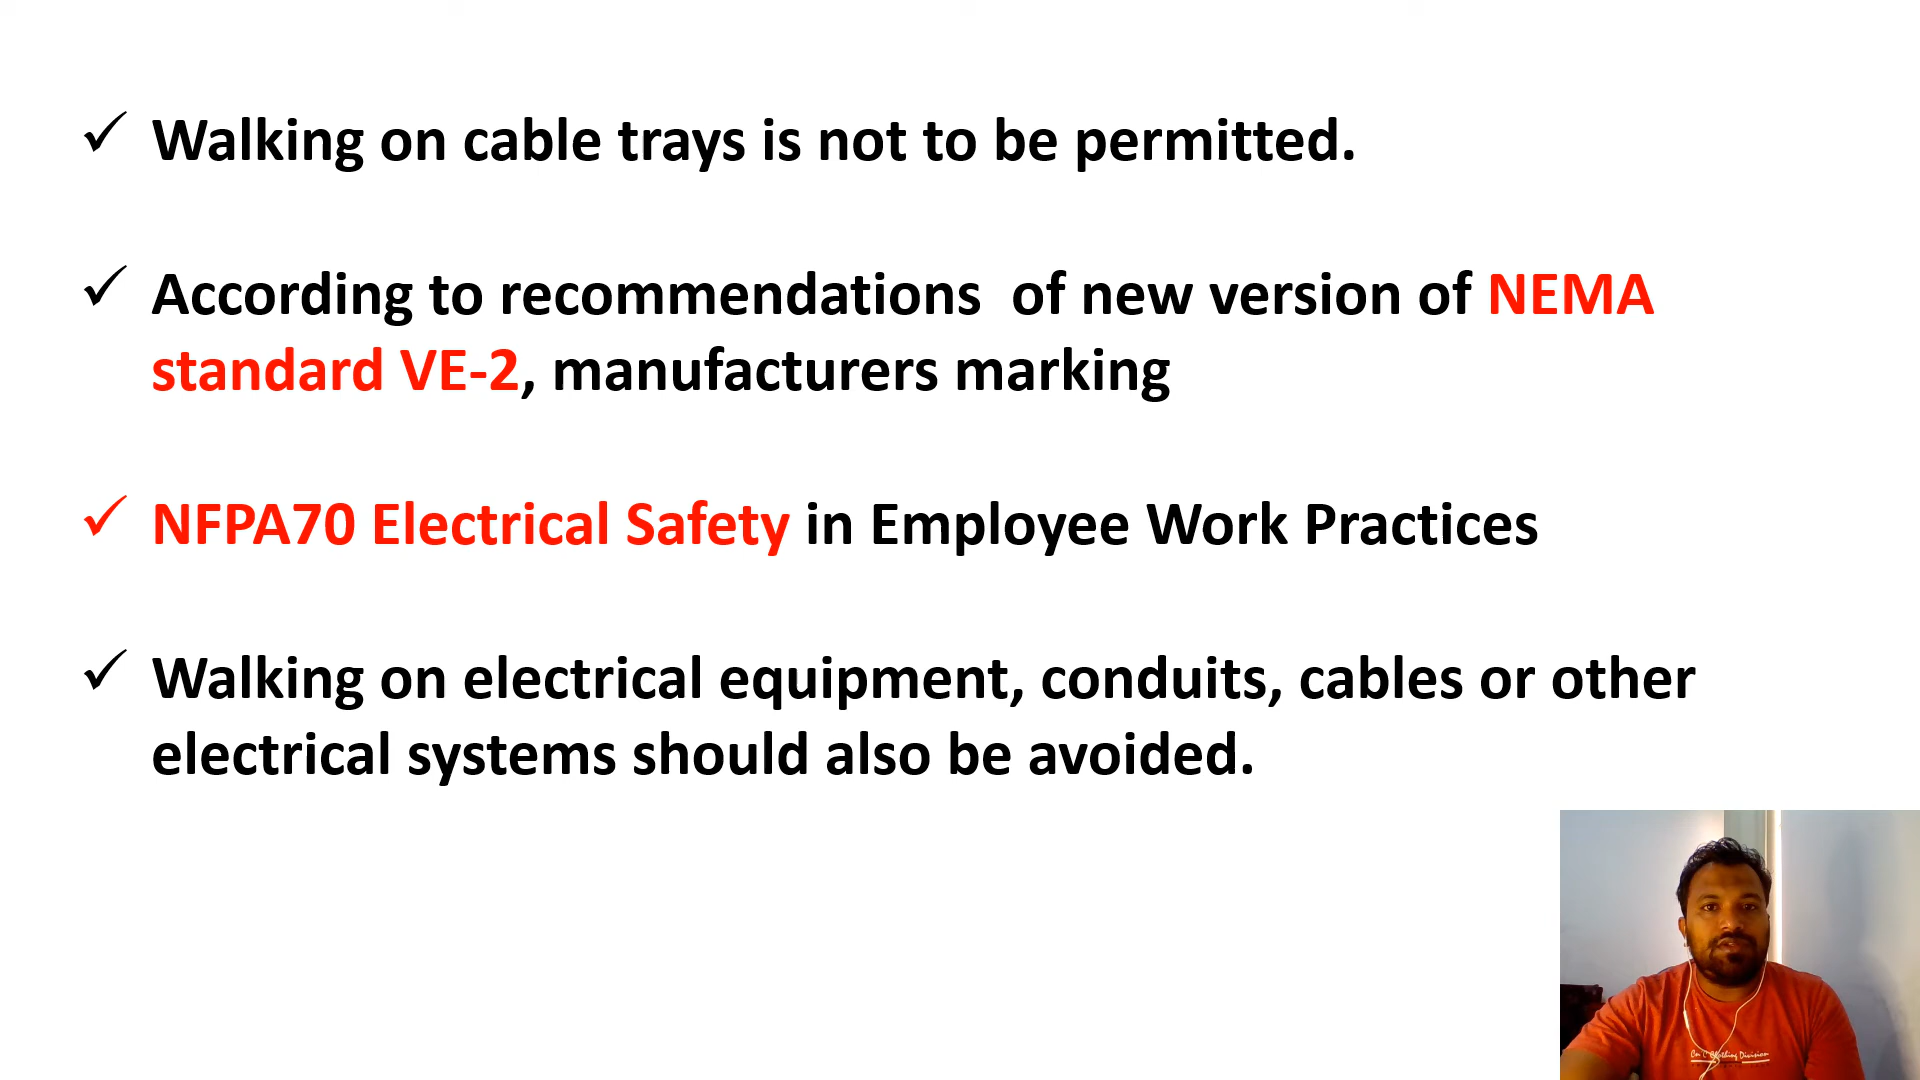 Walking on cable trays is not to be permitted.
According to recommendations  of new version of NEMA
standard VE-2, manufacturers marking
NFPA70 Electrical Safety in Employee Work Practices
Walking on electrical equipment, conduits, cables or other
electrical systems should also be avoided.
Clothing Division